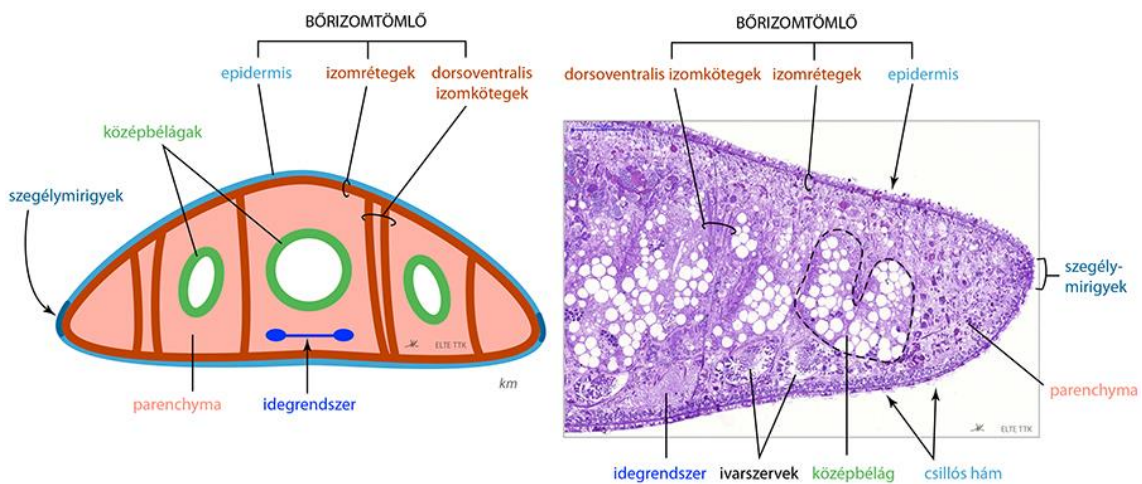 BŐRIZOMTÖMLŐ
epidermis
izomrétegek
dorsoventralis
izomkötegek
középbélágak
szegélymirigyek
ELTE TTK
km
parenchyma
idegrendszer
BŐRIZOMTÖMLŐ
dorsoventralis izomkötegek
izomrétegek
epidermis
szegély-
mirigyek
parenchyma
ELTE TTK
idegrendszer
ivarszervek
középbélág
csillós hám